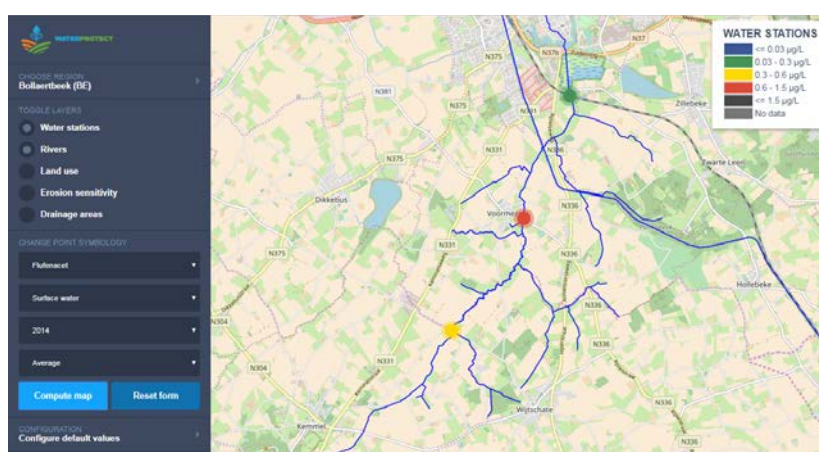 WATERPROTECT
CHOOSE REGION
Bollaertbeek (BE)
TOGGLE LAYERS
Water stations
Rivers
Land use
Erosion sensitivity
Drainage areas
CHANGE POINT SYMBOLOGY
Flufenacet
Surface water
2014
Average
Compute map
Reset form
CONFIGURATION
Configure default values
WATER STATIONS
<= 0.03 µg/L
0.03 - 0.3 µg/L
0.3 - 0.6 µg/L
0.6 - 1.5 µg/L
<= 1.5 µg/L
No data
N375
N37
N381
N331
N336
Zillebeke
Zwarte Leen
N375
Dikkebus
N331
N336
Voorme
N336
N331
N375
Hollebeke
N304
N331
N336
N304
Wijtschate
N336
Kemmel
N336